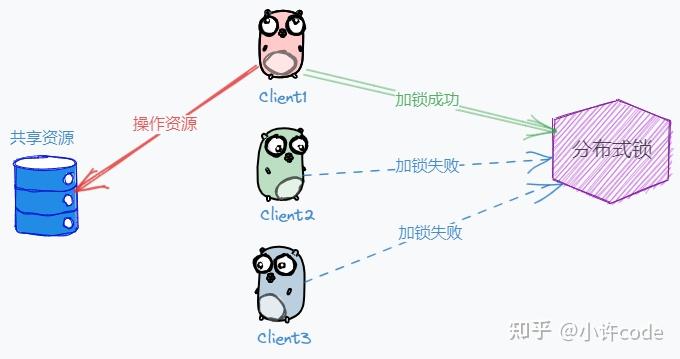 共享资源
操作资源
Client1
加锁成功
分布式锁
加锁失败
Client2
加锁失败
Client3
知乎 @小许code